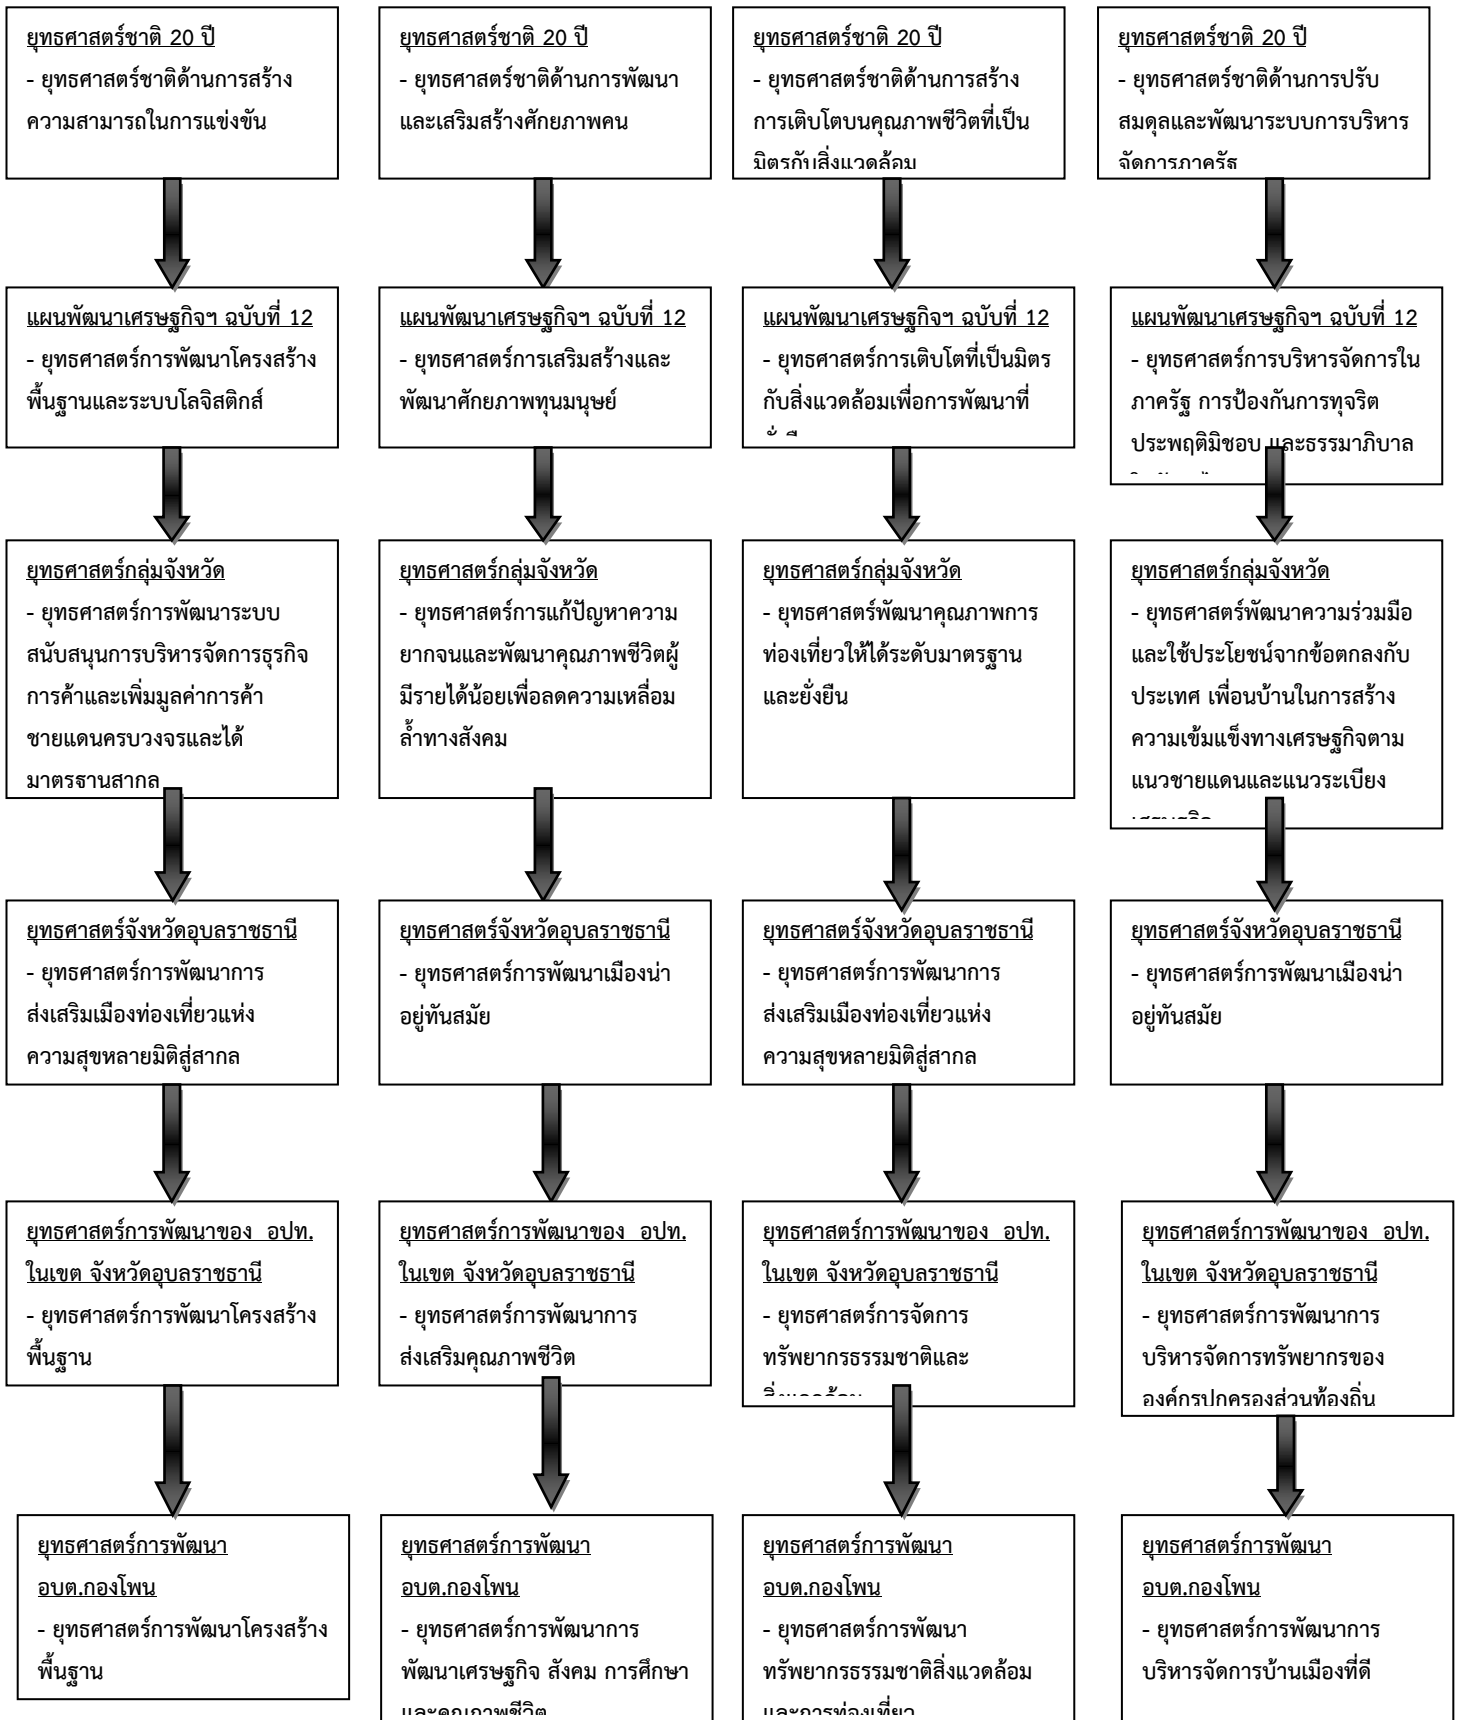 ยุทธศาสตร์ชาติ 20 ปี
- ยุทธศาสตร์ชาติด้านการสร้าง
ความสามารถในการแข่งขัน
ยุทธศาสตร์ชาติ 20 ปี
- ยุทธศาสตร์ชาติด้านการพัฒนา
และเสริมสร้างศักยภาพคน
ยุทธศาสตร์ชาติ 20 ปี
- ยุทธศาสตร์ชาติด้านการสร้าง
การเติบโตบนคุณภาพชีวิตที่เป็น
มิตรกับสิ่งแวดล้อม
ยุทธศาสตร์ชาติ 20 ปี
- ยุทธศาสตร์ชาติด้านการปรับ
สมดุลและพัฒนาระบบการบริหาร
จัดการภาครัฐ
แผนพัฒนาเศรษฐกิจฯ ฉบับที่ 12
- ยุทธศาสตร์การพัฒนาโครงสร้าง
พื้นฐานและระบบโลจิสติกส์
แผนพัฒนาเศรษฐกิจฯ ฉบับที่ 12
- ยุทธศาสตร์การเสริมสร้างและ
พัฒนาศักยภาพทุนมนุษย์
แผนพัฒนาเศรษฐกิจฯ ฉบับที่ 12
- ยุทธศาสตร์การเติบโตที่เป็นมิตร
กับสิ่งแวดล้อมเพื่อการพัฒนาที่
แผนพัฒนาเศรษฐกิจฯ ฉบับที่ 12
- ยุทธศาสตร์การบริหารจัดการใน
ภาครัฐ การป้องกันการทุจริต
ประพฤติมิชอบ และธรรมาภิบาล
ยุทธศาสตร์กลุ่มจังหวัด
- ยุทธศาสตร์การพัฒนาระบบ
สนับสนุนการบริหารจัดการธุรกิจ
การค้าและเพิ่มมูลค่าการค้า
ชายแดนครบวงจรและได้
มาตรฐานสากล
ยุทธศาสตร์กลุ่มจังหวัด
- ยุทธศาสตร์การแก้ปัญหาความ
ยากจนและพัฒนาคุณภาพชีวิตผู้
มีรายได้น้อยเพื่อลดความเหลื่อม
ล้ำทางสังคม
ยุทธศาสตร์กลุ่มจังหวัด
- ยุทธศาสตร์พัฒนาคุณภาพการ
ท่องเที่ยวให้ได้ระดับมาตรฐาน
และยั่งยืน
ยุทธศาสตร์กลุ่มจังหวัด
- ยุทธศาสตร์พัฒนาความร่วมมือ
และใช้ประโยชน์จากข้อตกลงกับ
ประเทศ เพื่อนบ้านในการสร้าง
ความเข้มแข็งทางเศรษฐกิจตาม
แนวชายแดนและแนวระเบียง
ยุทธศาสตร์จังหวัดอุบลราชธานี
- ยุทธศาสตร์การพัฒนาการ
ส่งเสริมเมืองท่องเที่ยวแห่ง
ความสุขหลายมิติสู่สากล
ยุทธศาสตร์จังหวัดอุบลราชธานี
- ยุทธศาสตร์การพัฒนาเมืองน่า
อยู่ทันสมัย
ยุทธศาสตร์จังหวัดอุบลราชธานี
- ยุทธศาสตร์การพัฒนาการ
ส่งเสริมเมืองท่องเที่ยวแห่ง
ความสุขหลายมิติสู่สากล
ยุทธศาสตร์จังหวัดอุบลราชธานี
- ยุทธศาสตร์การพัฒนาเมืองน่า
อยู่ทันสมัย
ยุทธศาสตร์การพัฒนาของ อปท.
ในเขต จังหวัดอุบลราชธานี
- ยุทธศาสตร์การพัฒนาโครงสร้าง
พื้นฐาน
ยุทธศาสตร์การพัฒนาของ อปท.
ในเขต จังหวัดอุบลราชธานี
- ยุทธศาสตร์การพัฒนาการ
ส่งเสริมคุณภาพชีวิต
ยุทธศาสตร์การพัฒนาของ อปท.
ในเขต จังหวัดอุบลราชธานี
- ยุทธศาสตร์การจัดการ
ทรัพยากรธรรมชาติและ
ยุทธศาสตร์การพัฒนาของ อปท.
ในเขต จังหวัดอุบลราชธานี
- ยุทธศาสตร์การพัฒนาการ
บริหารจัดการทรัพยากรของ
องค์กรปกครองส่วนท้องถิ่น
ยุทธศาสตร์การพัฒนา
อบต.กองโพน
- ยุทธศาสตร์การพัฒนาโครงสร้าง
พื้นฐาน
ยุทธศาสตร์การพัฒนา
อบต.กองโพน
- ยุทธศาสตร์การพัฒนาการ
พัฒนาเศรษฐกิจ สังคม การศึกษา
และคุณภาพชีวิต
ยุทธศาสตร์การพัฒนา
อบต.กองโพน
- ยุทธศาสตร์การพัฒนา
ทรัพยากรธรรมชาติสิ่งแวดล้อม
และการท่องเที่ยว
ยุทธศาสตร์การพัฒนา
อบต.กองโพน
- ยุทธศาสตร์การพัฒนาการ
บริหารจัดการบ้านเมืองที่ดี